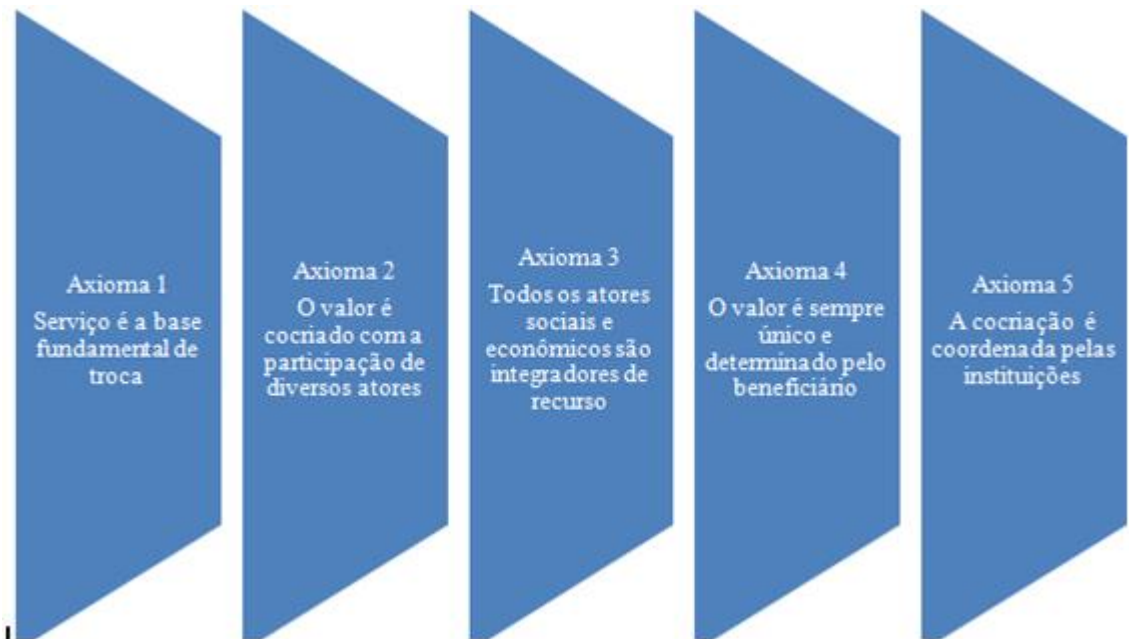 Axioma 1
Serviço é a base
fundamental de
troca
Axioma 2
O valor é
cocriado com a
participação de
diversos atores
Axioma 3
Todos os atores
sociais e
econômicos são
integradores de
recurso
Axioma 4
O valor é sempre
único e
determinado pelo
beneficiário
Axioma 5
A cocriação é
coordenada pelas
instituições